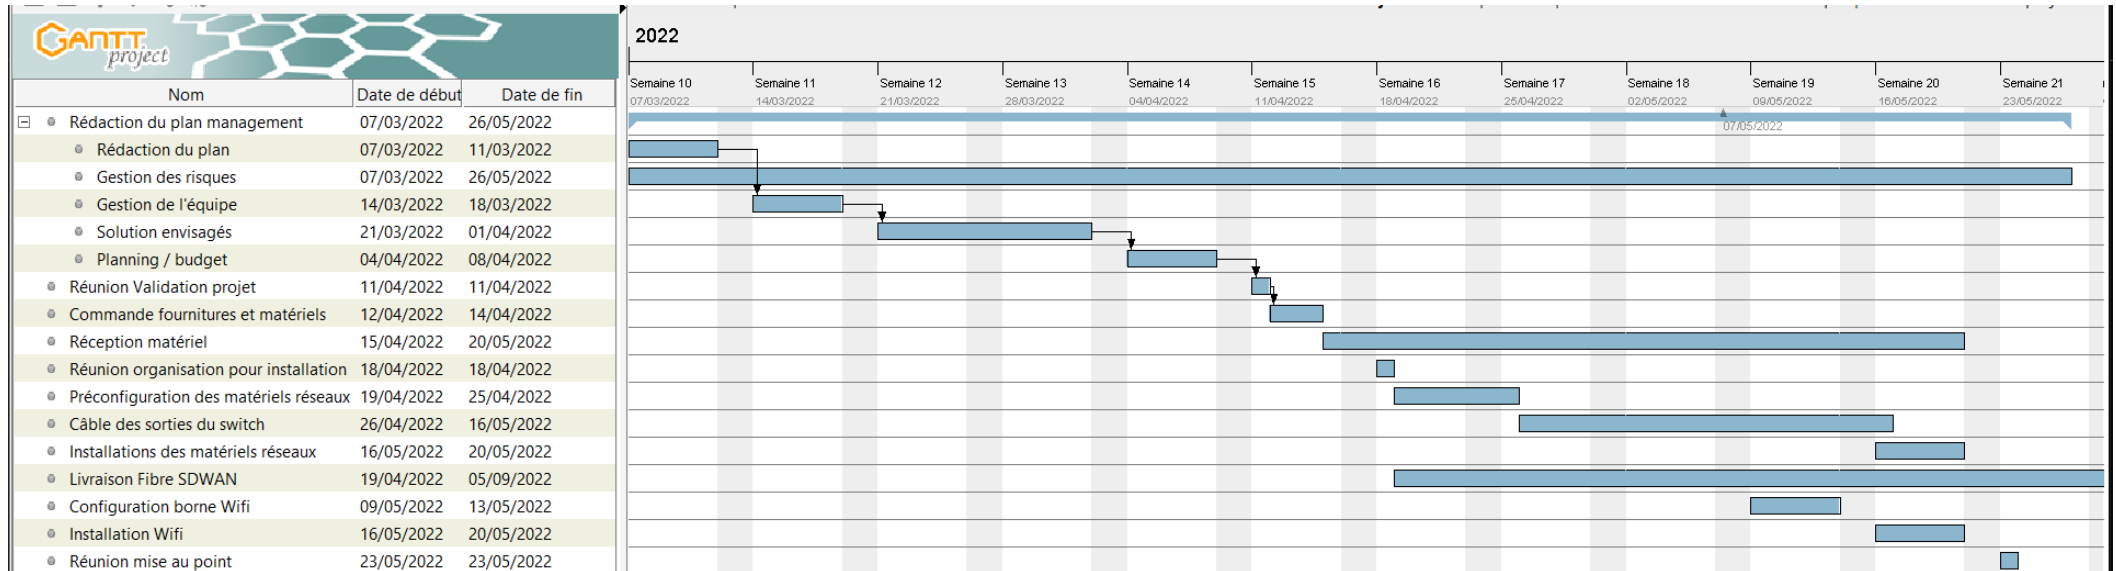 GANTT
project
2022
Semaine 10 Semaine 11 Semaine 12 Semaine 13 Semaine 14 Semaine 15 Semaine 16 Semaine 17 Semaine 18 Semaine 19 Semaine 20 Semaine 21
Nom Date de début Date de fin 07/03/2022 14/03/2022 21/03/2022 28/03/2022 04/04/2022 11/04/2022 18/04/2022 25/04/2022 02/05/2022 09/05/2022 16/05/2022 23/05/2022
Rédaction du plan management 07/03/2022 26/05/2022 07/05/2022
Rédaction du plan 07/03/2022 11/03/2022
Gestion des risques 07/03/2022 26/05/2022
Gestion de l'équipe 14/03/2022 18/03/2022
Solution envisagés 21/03/2022 01/04/2022
Planning / budget 04/04/2022 08/04/2022
Réunion Validation projet 11/04/2022 11/04/2022
Commande fournitures et matériels 12/04/2022 14/04/2022
Réception matériel 15/04/2022 20/05/2022
Réunion organisation pour installation 18/04/2022 18/04/2022
Préconfiguration des matériels réseaux 19/04/2022 25/04/2022
Câble des sorties du switch 26/04/2022 16/05/2022
Installations des matériels réseaux 16/05/2022 20/05/2022
Livraison Fibre SDWAN 19/04/2022 05/09/2022
Configuration borne Wifi 09/05/2022 13/05/2022
Installation Wifi 16/05/2022 20/05/2022
Réunion mise au point 23/05/2022 23/05/2022